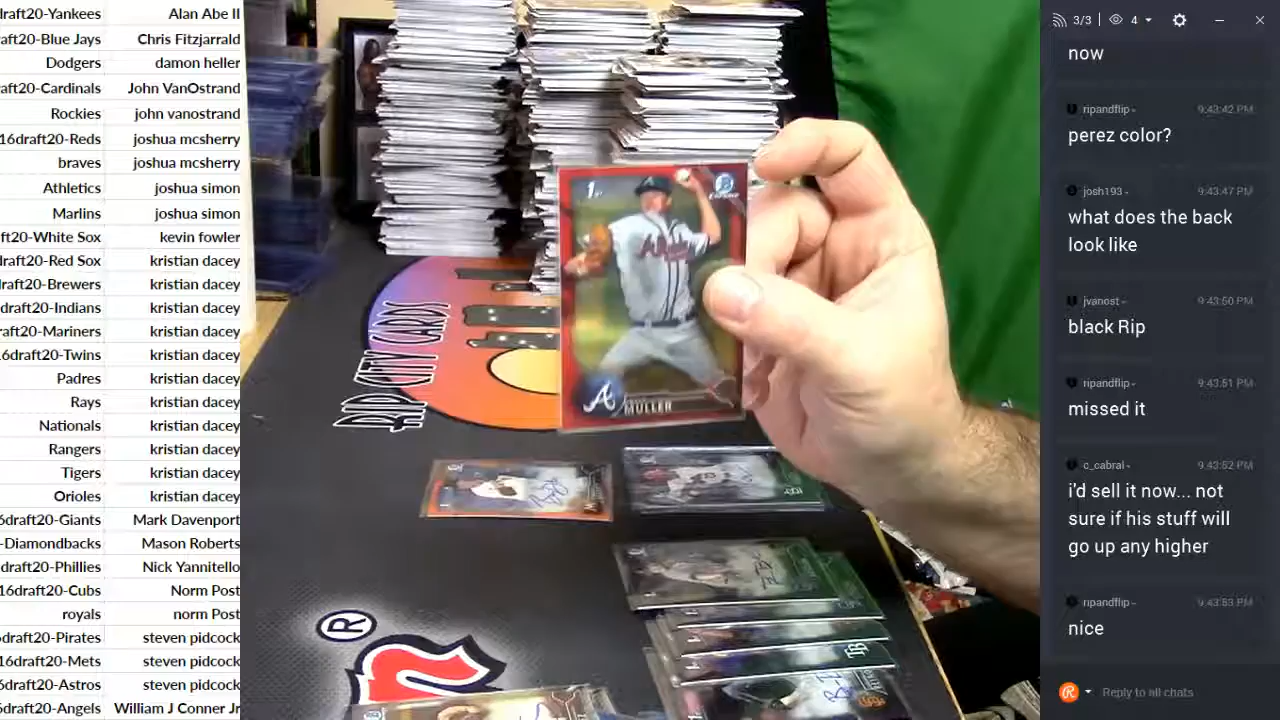 draft20-Yankees Alan Abe II
aft20-Blue Jays Chris Fitzjarrald
Dodgers damon heller
aft20-Cardinals John VanOstrand
Rockies john vanostrand
16draft20-Reds joshua mcsherry
braves joshua mcsherry
Athletics joshua simon
Marlins joshua simon
ft20-White Sox kevin fowler
draft20-Red Sox kristian dacey
draft20-Brewers kristian dacey
draft20-Indians kristian dacey
raft20-Mariners kristian dacey
16draft20-Twins kristian dacey
Padres kristian dacey
Rays kristian dacey
Nationals kristian dacey
Rangers kristian dacey
Tigers kristian dacey
Orioles kristian dacey
6draft20-Giants Mark Davenport
-Diamondbacks Mason Roberts
draft20-Phillies Nick Yannitello
16draft20-Cubs Norm Post
royals norm Post
draft20-Pirates steven pidcock
16draft20-Mets steven pidcock
6draft20-Astros steven pidcock
6draft20-Angels William J Conner Jr
RIP CITY CARDS
®
1st
Braves
A
MULLER
TB
3/3 4
now
ripandflip 9:43:42 PM
perez color?
josh193 9:43:47 PM
what does the back
look like
jvanost 9:43:50 PM
black Rip
ripandflip 9:43:51 PM
missed it
c_cabral 9:43:52 PM
i'd sell it now... not
sure if his stuff will
go up any higher
ripandflip 9:43:53 PM
nice
Reply to all chats